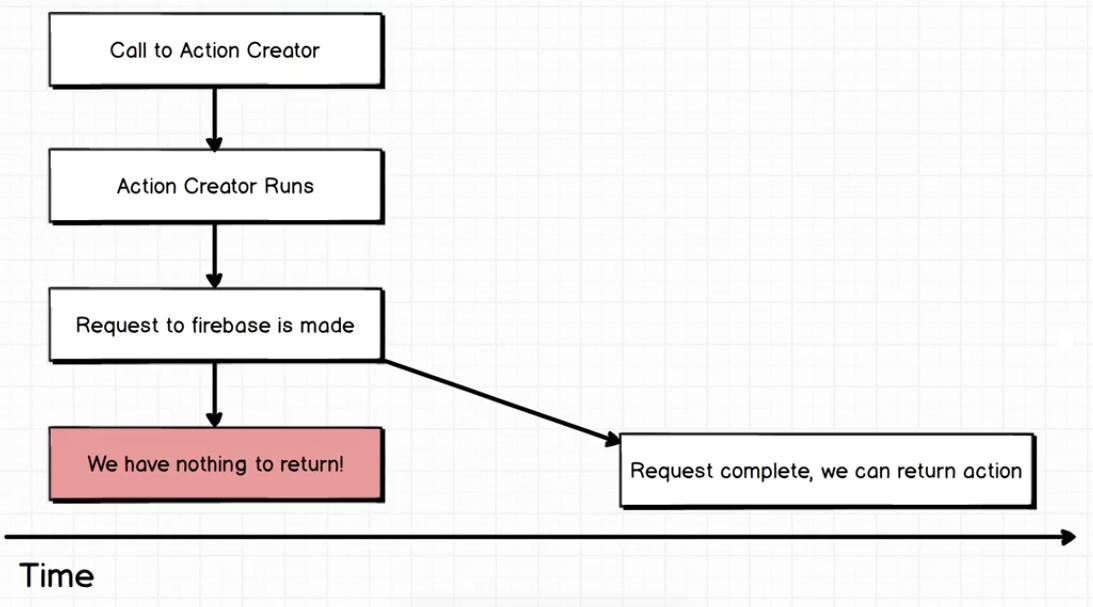 Call to Action Creator
Action Creator Runs
Request to firebase is made
We have nothing to return!
Request complete, we can return action
Time